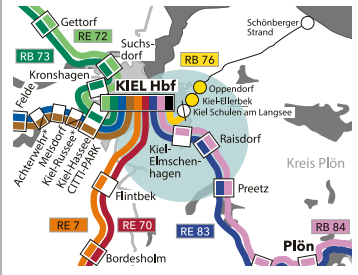 Gettorf
RE 72
Schönberger
Strand
Suchs-
dorf
RB 73
RB 76
Kronshagen
KIEL Hbf
Oppendorf
Kiel-Ellerbek
Kiel Schulen am Langsee
Felde
Achterwehr*
Melsdorf
Kiel-Russee*
Kiel-Hassee
CITTI-PARK
Kiel-
Elmschen-
hagen
Raisdorf
Kreis Plön
Preetz
Flintbek
RE 7
RE 70
RE 83
RB 84
Plön
Bordesholm